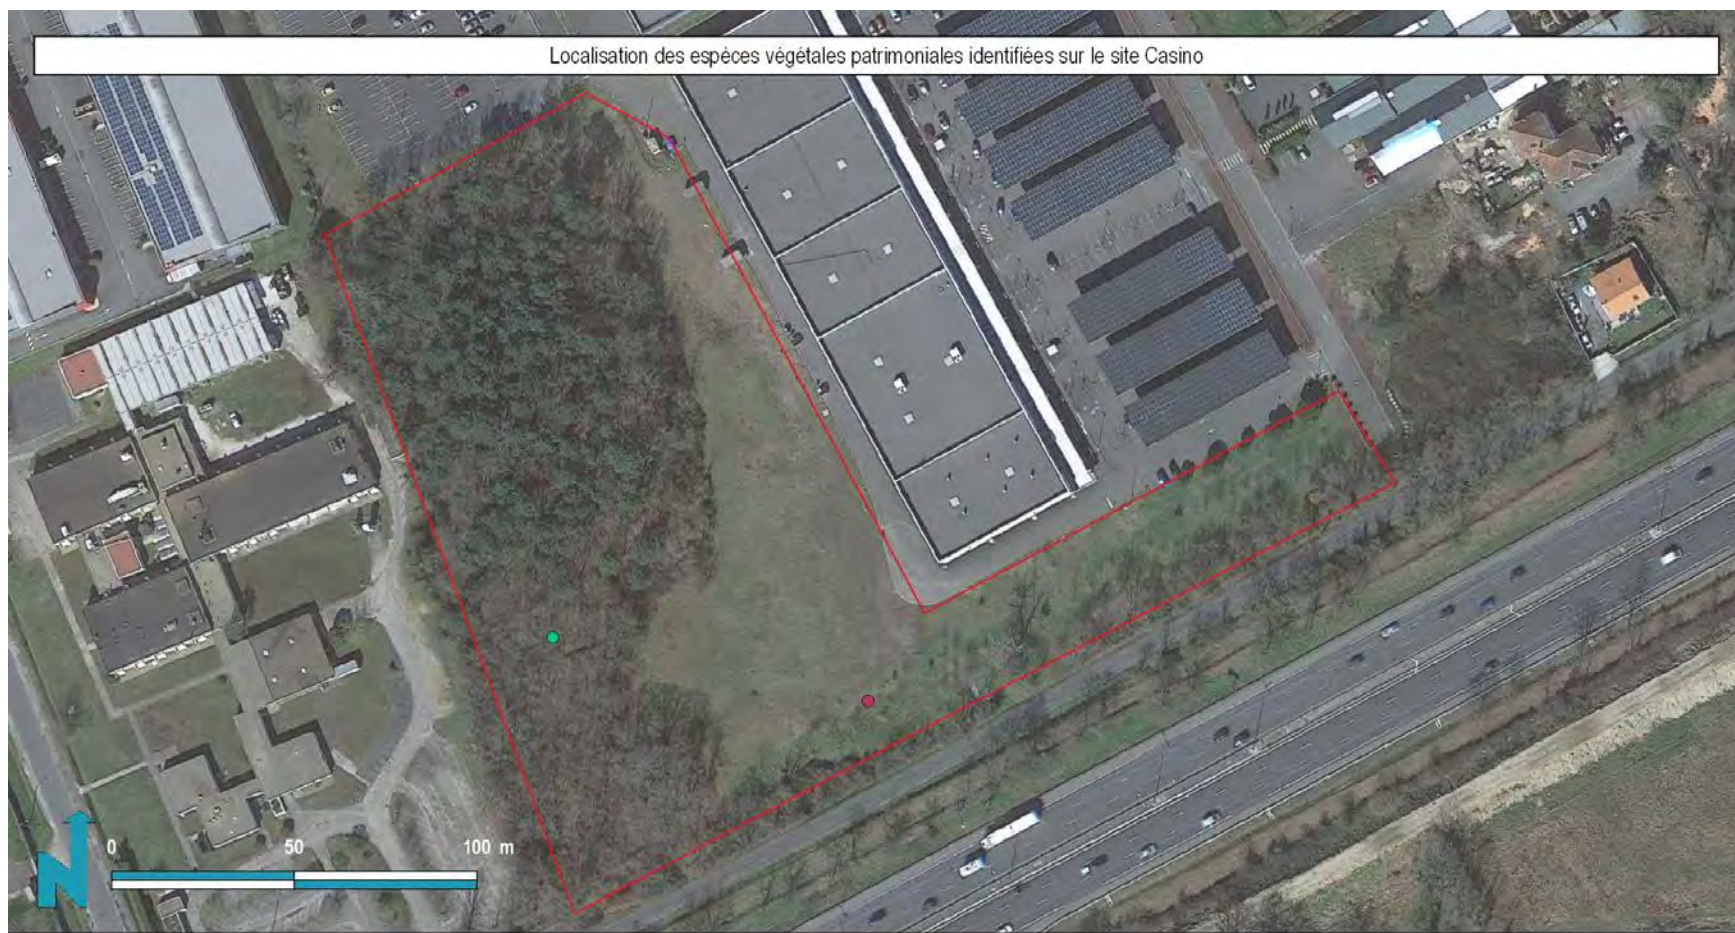 Localisation des espèces végétales patrimoniales identifiées sur le site Casino
0 50 100 m
N